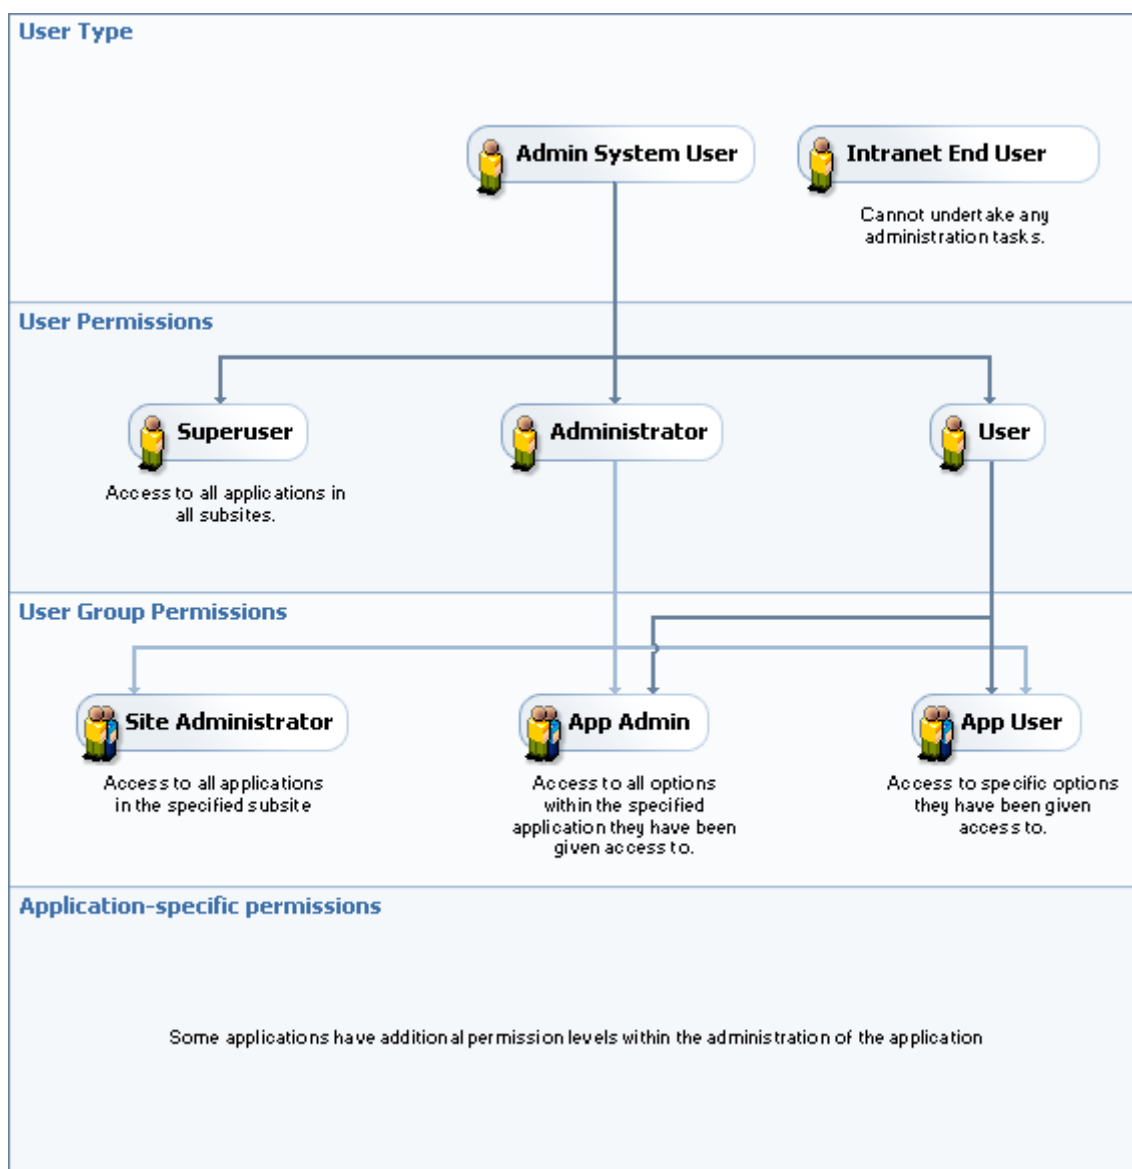 User Type
Admin System User
Intranet End User
Cannot undertake any
administration tasks.
User Permissions
Superuser
Administrator
User
Access to all applications in
all subsites.
User Group Permissions
Site Administrator
App Admin
App User
Access to all applications
in the specified subsite
Access to all options
within the specified
application they have been
given access to.
Access to specific options
they have been given
access to.
Application-specific permissions
Some applications have additional permission levels within the administration of the application